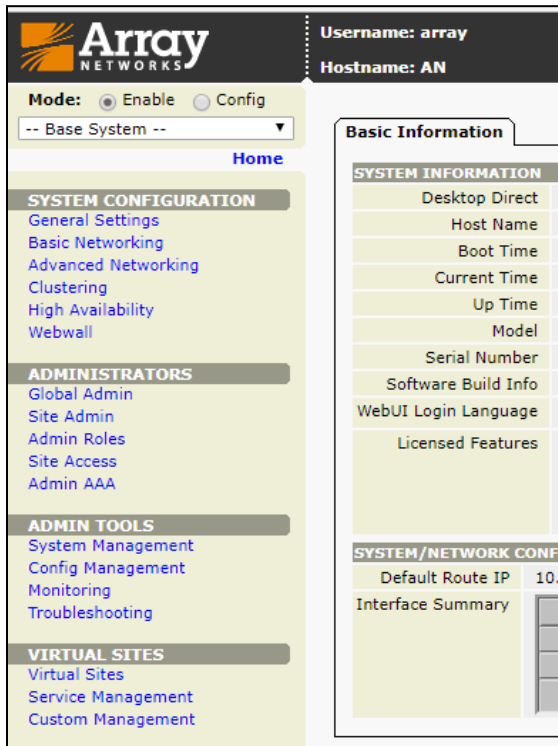 Array
NETWORKS
Username: array
Hostname: AN
Mode: Enable Config
-- Base System --
Home
SYSTEM CONFIGURATION
General Settings
Basic Networking
Advanced Networking
Clustering
High Availability
Webwall
ADMINISTRATORS
Global Admin
Site Admin
Admin Roles
Site Access
Admin AAA
ADMIN TOOLS
System Management
Config Management
Monitoring
Troubleshooting
VIRTUAL SITES
Virtual Sites
Service Management
Custom Management
Basic Information
SYSTEM INFORMATION
Desktop Direct
Host Name
Boot Time
Current Time
Up Time
Model
Serial Number
Software Build Info
WebUI Login Language
Licensed Features
SYSTEM/NETWORK CONF
Default Route IP 10.
Interface Summary